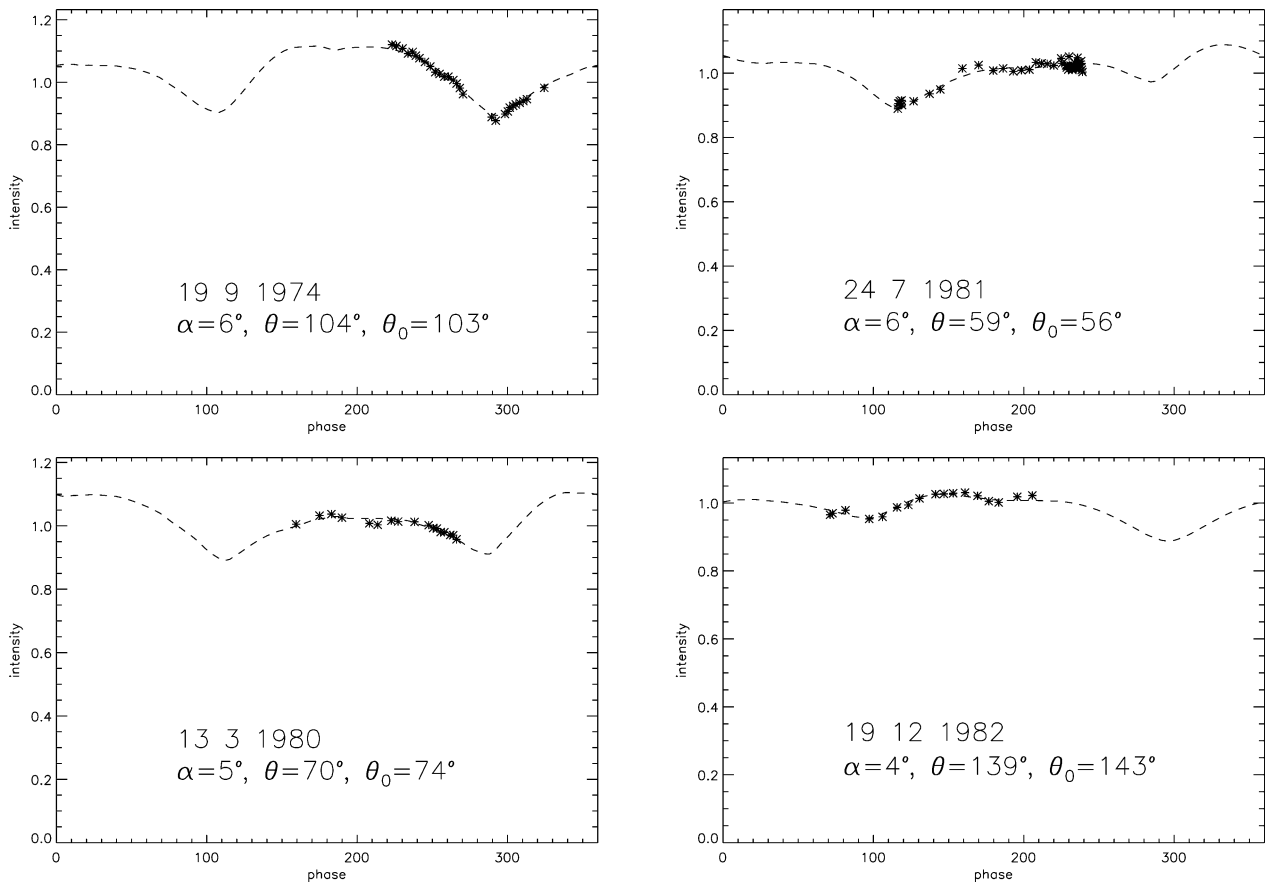 1.2
1.0
0.8
0.6
0.4
0.2
0.0
intensity
19 9 1974
α=6°, θ=104°, θ₀=103°
0 100 200 300
phase
1.0
0.8
0.6
0.4
0.2
0.0
intensity
24 7 1981
α=6°, θ=59°, θ₀=56°
0 100 200 300
phase
1.2
1.0
0.8
0.6
0.4
0.2
0.0
intensity
13 3 1980
α=5°, θ=70°, θ₀=74°
0 100 200 300
phase
1.0
0.8
0.6
0.4
0.2
0.0
intensity
19 12 1982
α=4°, θ=139°, θ₀=143°
0 100 200 300
phase